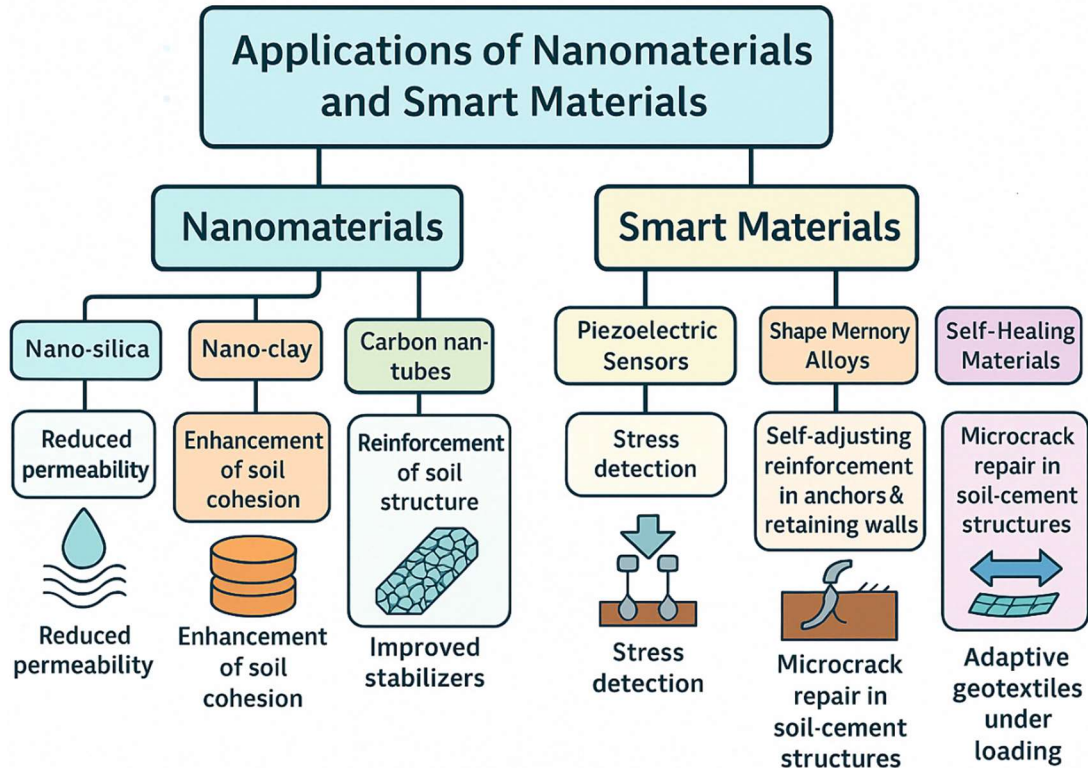 Applications of Nanomaterials
and Smart Materials
Nanomaterials
Smart Materials
Nano-silica
Nano-clay
Carbon nan-
tubes
Piezoelectric
Sensors
Shape Mernory
Alloys
Self-Healing
Materials
Reduced
permeability
Enhancement
of soil
cohesion
Reinforcement
of soil
structure
Stress
detection
Self-adjusting
reinforcement
in anchors &
retaining walls
Microcrack
repair in
soil-cement
structures
Reduced
permeability
Enhancement
of soil
cohesion
Improved
stabilizers
Stress
detection
Microcrack
repair in
soil-cement
structures
Adaptive
geotextiles
under
loading